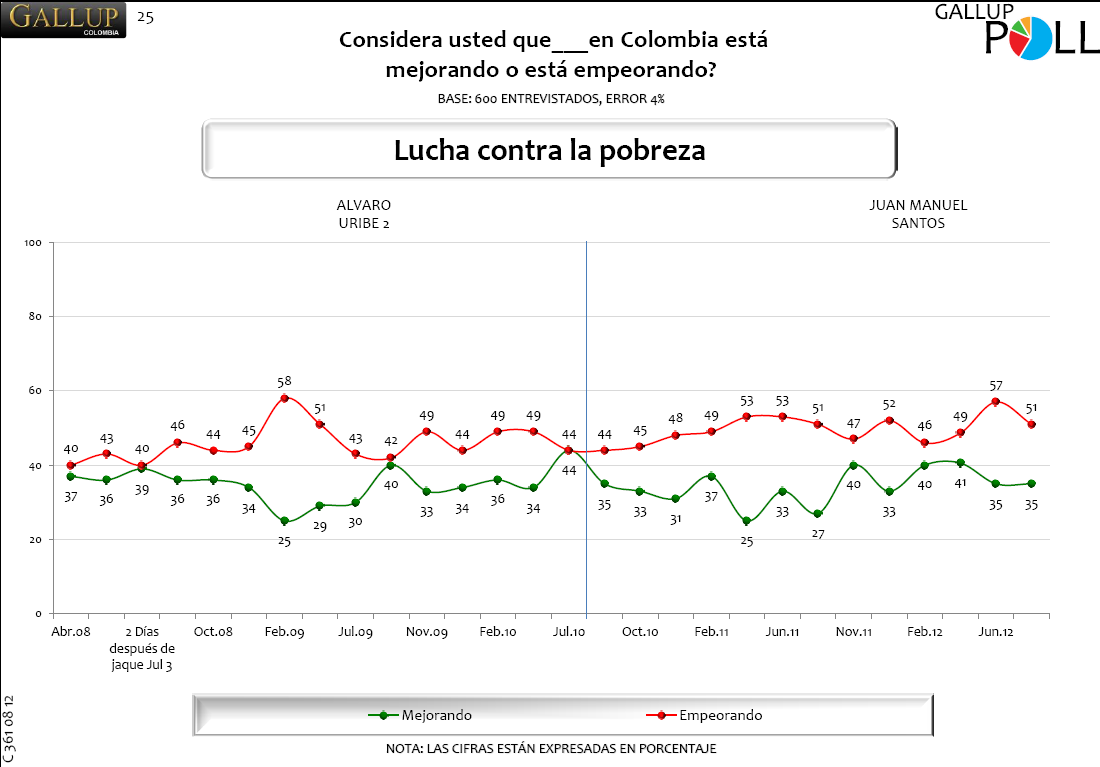 GALLUP
COLOMBIA
25
GALLUP
POLL
Considera usted que___en Colombia está
mejorando o está empeorando?
BASE: 600 ENTREVISTADOS, ERROR 4%
Lucha contra la pobreza
ALVARO
URIBE 2
JUAN MANUEL
SANTOS
100
80
60
40
20
0
40 43 40 46 44 45 58 51 43 42 49 44 49 49 44 44 45 48 49 53 53 51 47 52 46 49 57 51
37 36 39 36 36 34 25 29 30 40 33 34 36 34 44 35 33 31 37 25 33 27 40 33 40 41 35 35
Abr.08 2 Días Oct.08 Feb.09 Jul.09 Nov.09 Feb.10 Jul.10 Oct.10 Feb.11 Jun.11 Nov.11 Feb.12 Jun.12
después de
jaque Jul 3
Mejorando Empeorando
NOTA: LAS CIFRAS ESTÁN EXPRESADAS EN PORCENTAJE
C 361 08 12